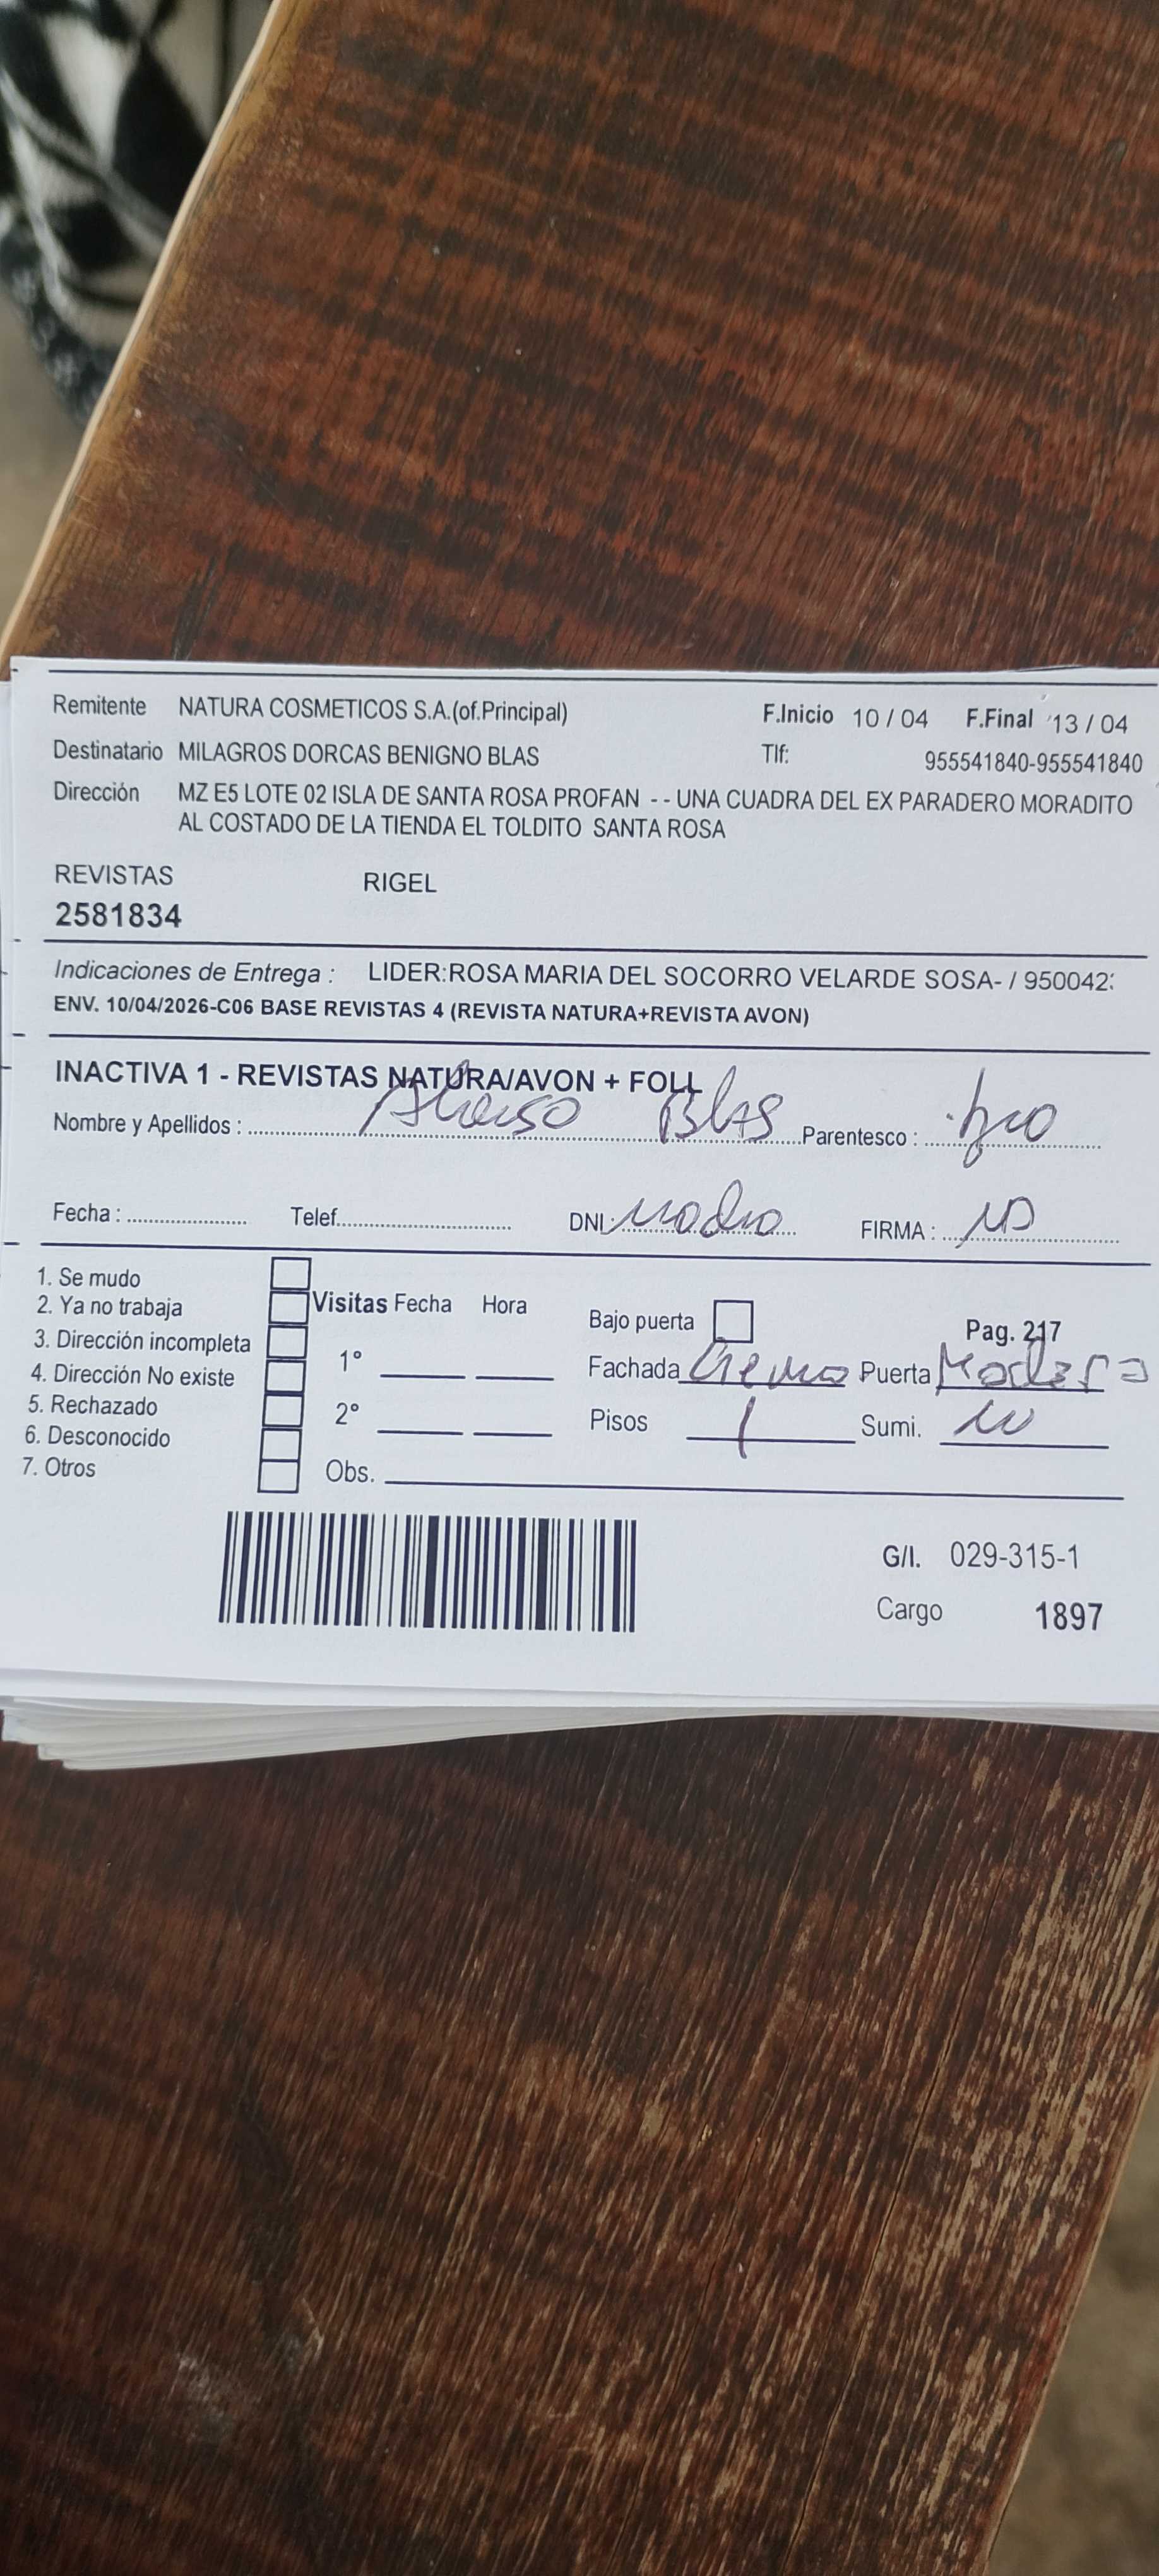 Remitente NATURA COSMETICOS S.A.(of.Principal) F.Inicio 10 / 04 F.Final 13 / 04
Destinatario MILAGROS DORCAS BENIGNO BLAS Tlf: 955541840-955541840
Dirección MZ E5 LOTE 02 ISLA DE SANTA ROSA PROFAN - - UNA CUADRA DEL EX PARADERO MORADITO
AL COSTADO DE LA TIENDA EL TOLDITO SANTA ROSA
REVISTAS RIGEL
2581834
Indicaciones de Entrega : LIDER:ROSA MARIA DEL SOCORRO VELARDE SOSA- / 950042
ENV. 10/04/2026-C06 BASE REVISTAS 4 (REVISTA NATURA+REVISTA AVON)
INACTIVA 1 - REVISTAS NATURA/AVON + FOLL
Nombre y Apellidos : Blas Parentesco :
Fecha : Telef. DNI: FIRMA :
1. Se mudo
2. Ya no trabaja Visitas Fecha Hora Bajo puerta Pag. 217
3. Dirección incompleta 1° Fachada Crema Puerta Madera
4. Dirección No existe
5. Rechazado 2° Pisos 1 Sumi.
6. Desconocido
7. Otros Obs.
G/I. 029-315-1
Cargo 1897